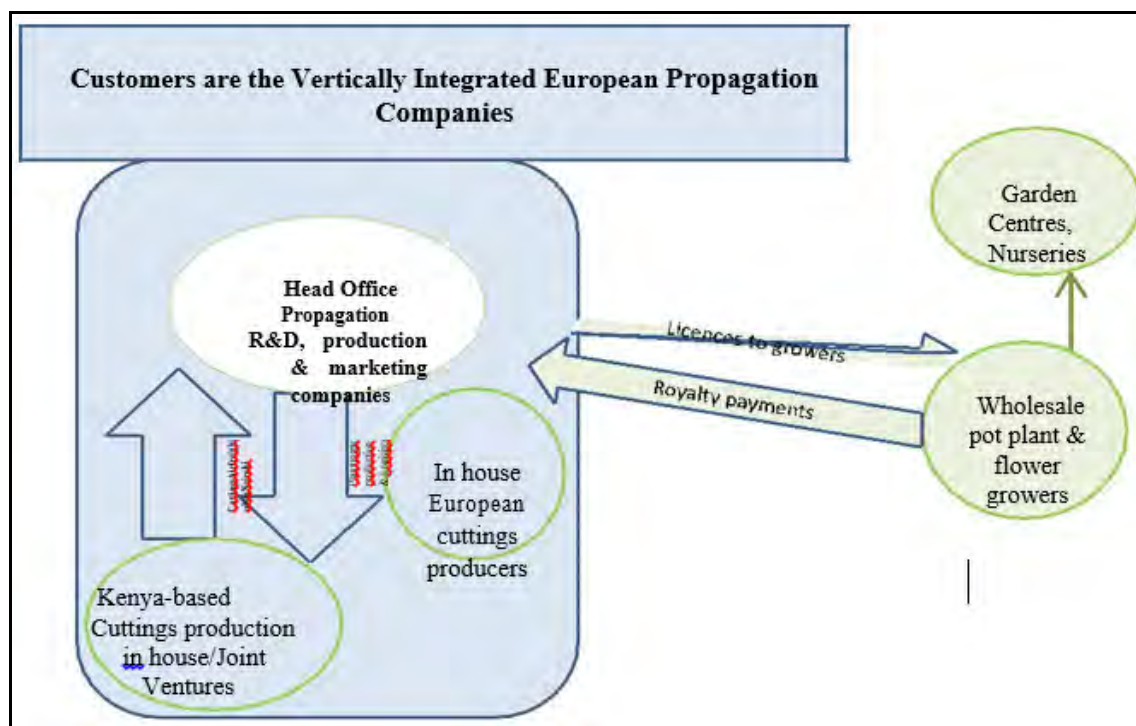 Customers are the Vertically Integrated European Propagation
Companies
Garden
Centres,
Nurseries
Head Office
Propagation
R&D, production
& marketing
companies
Licences to growers
Royalty payments
Wholesale
pot plant &
flower
growers
In house
European
cuttings
producers
Kenya-based
Cuttings production
in house/Joint
Ventures